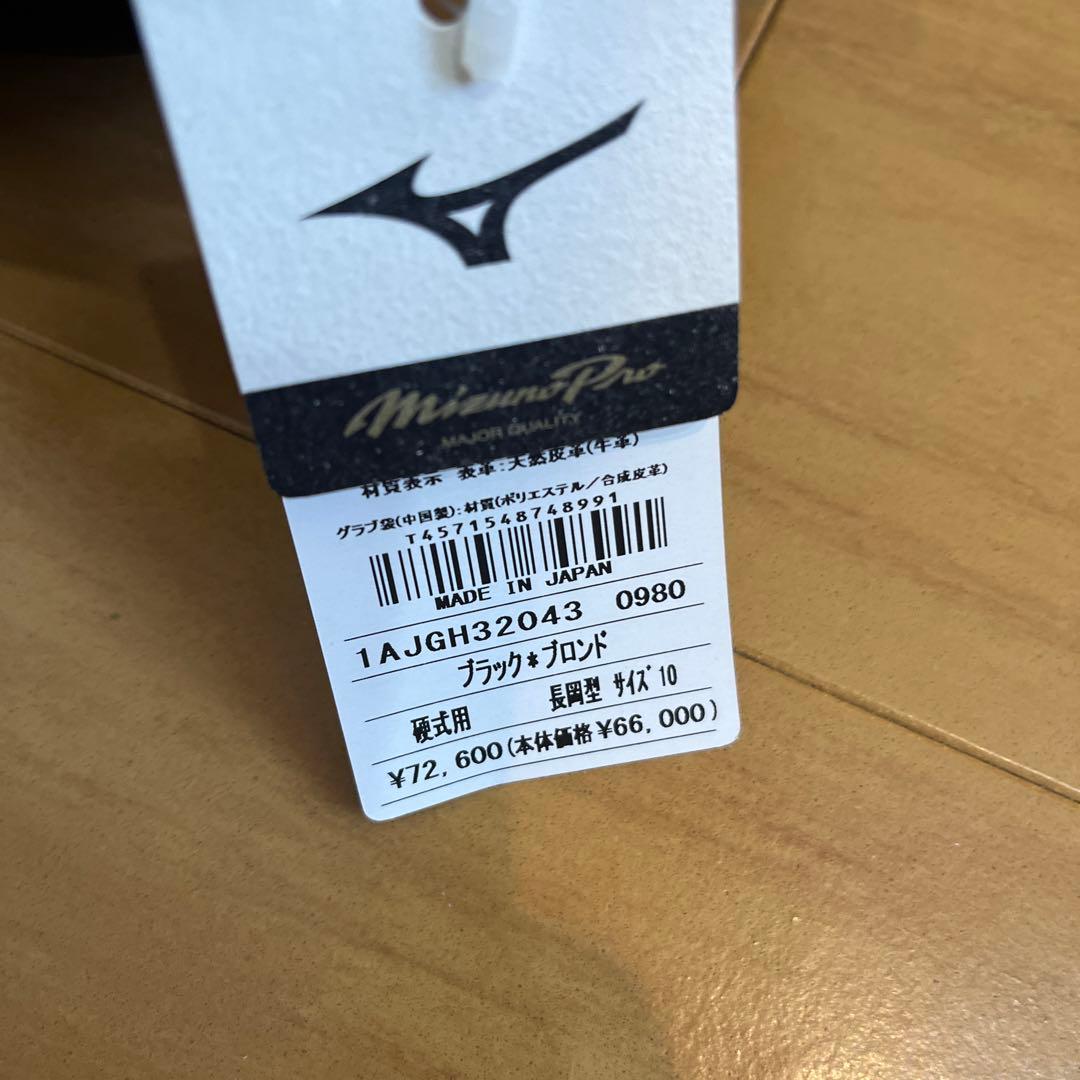 Mizuno Pro
MAJOR QUALITY
材質表示 表革:天然皮革(牛革)
グラブ袋(中国製):材質(ポリエステル/合成皮革)
T4571548748991
MADE IN JAPAN
1AJGH32043 0980
ブラック*ブロンド
硬式用 長岡型 サイズ10
¥72,600(本体価格¥66,000)